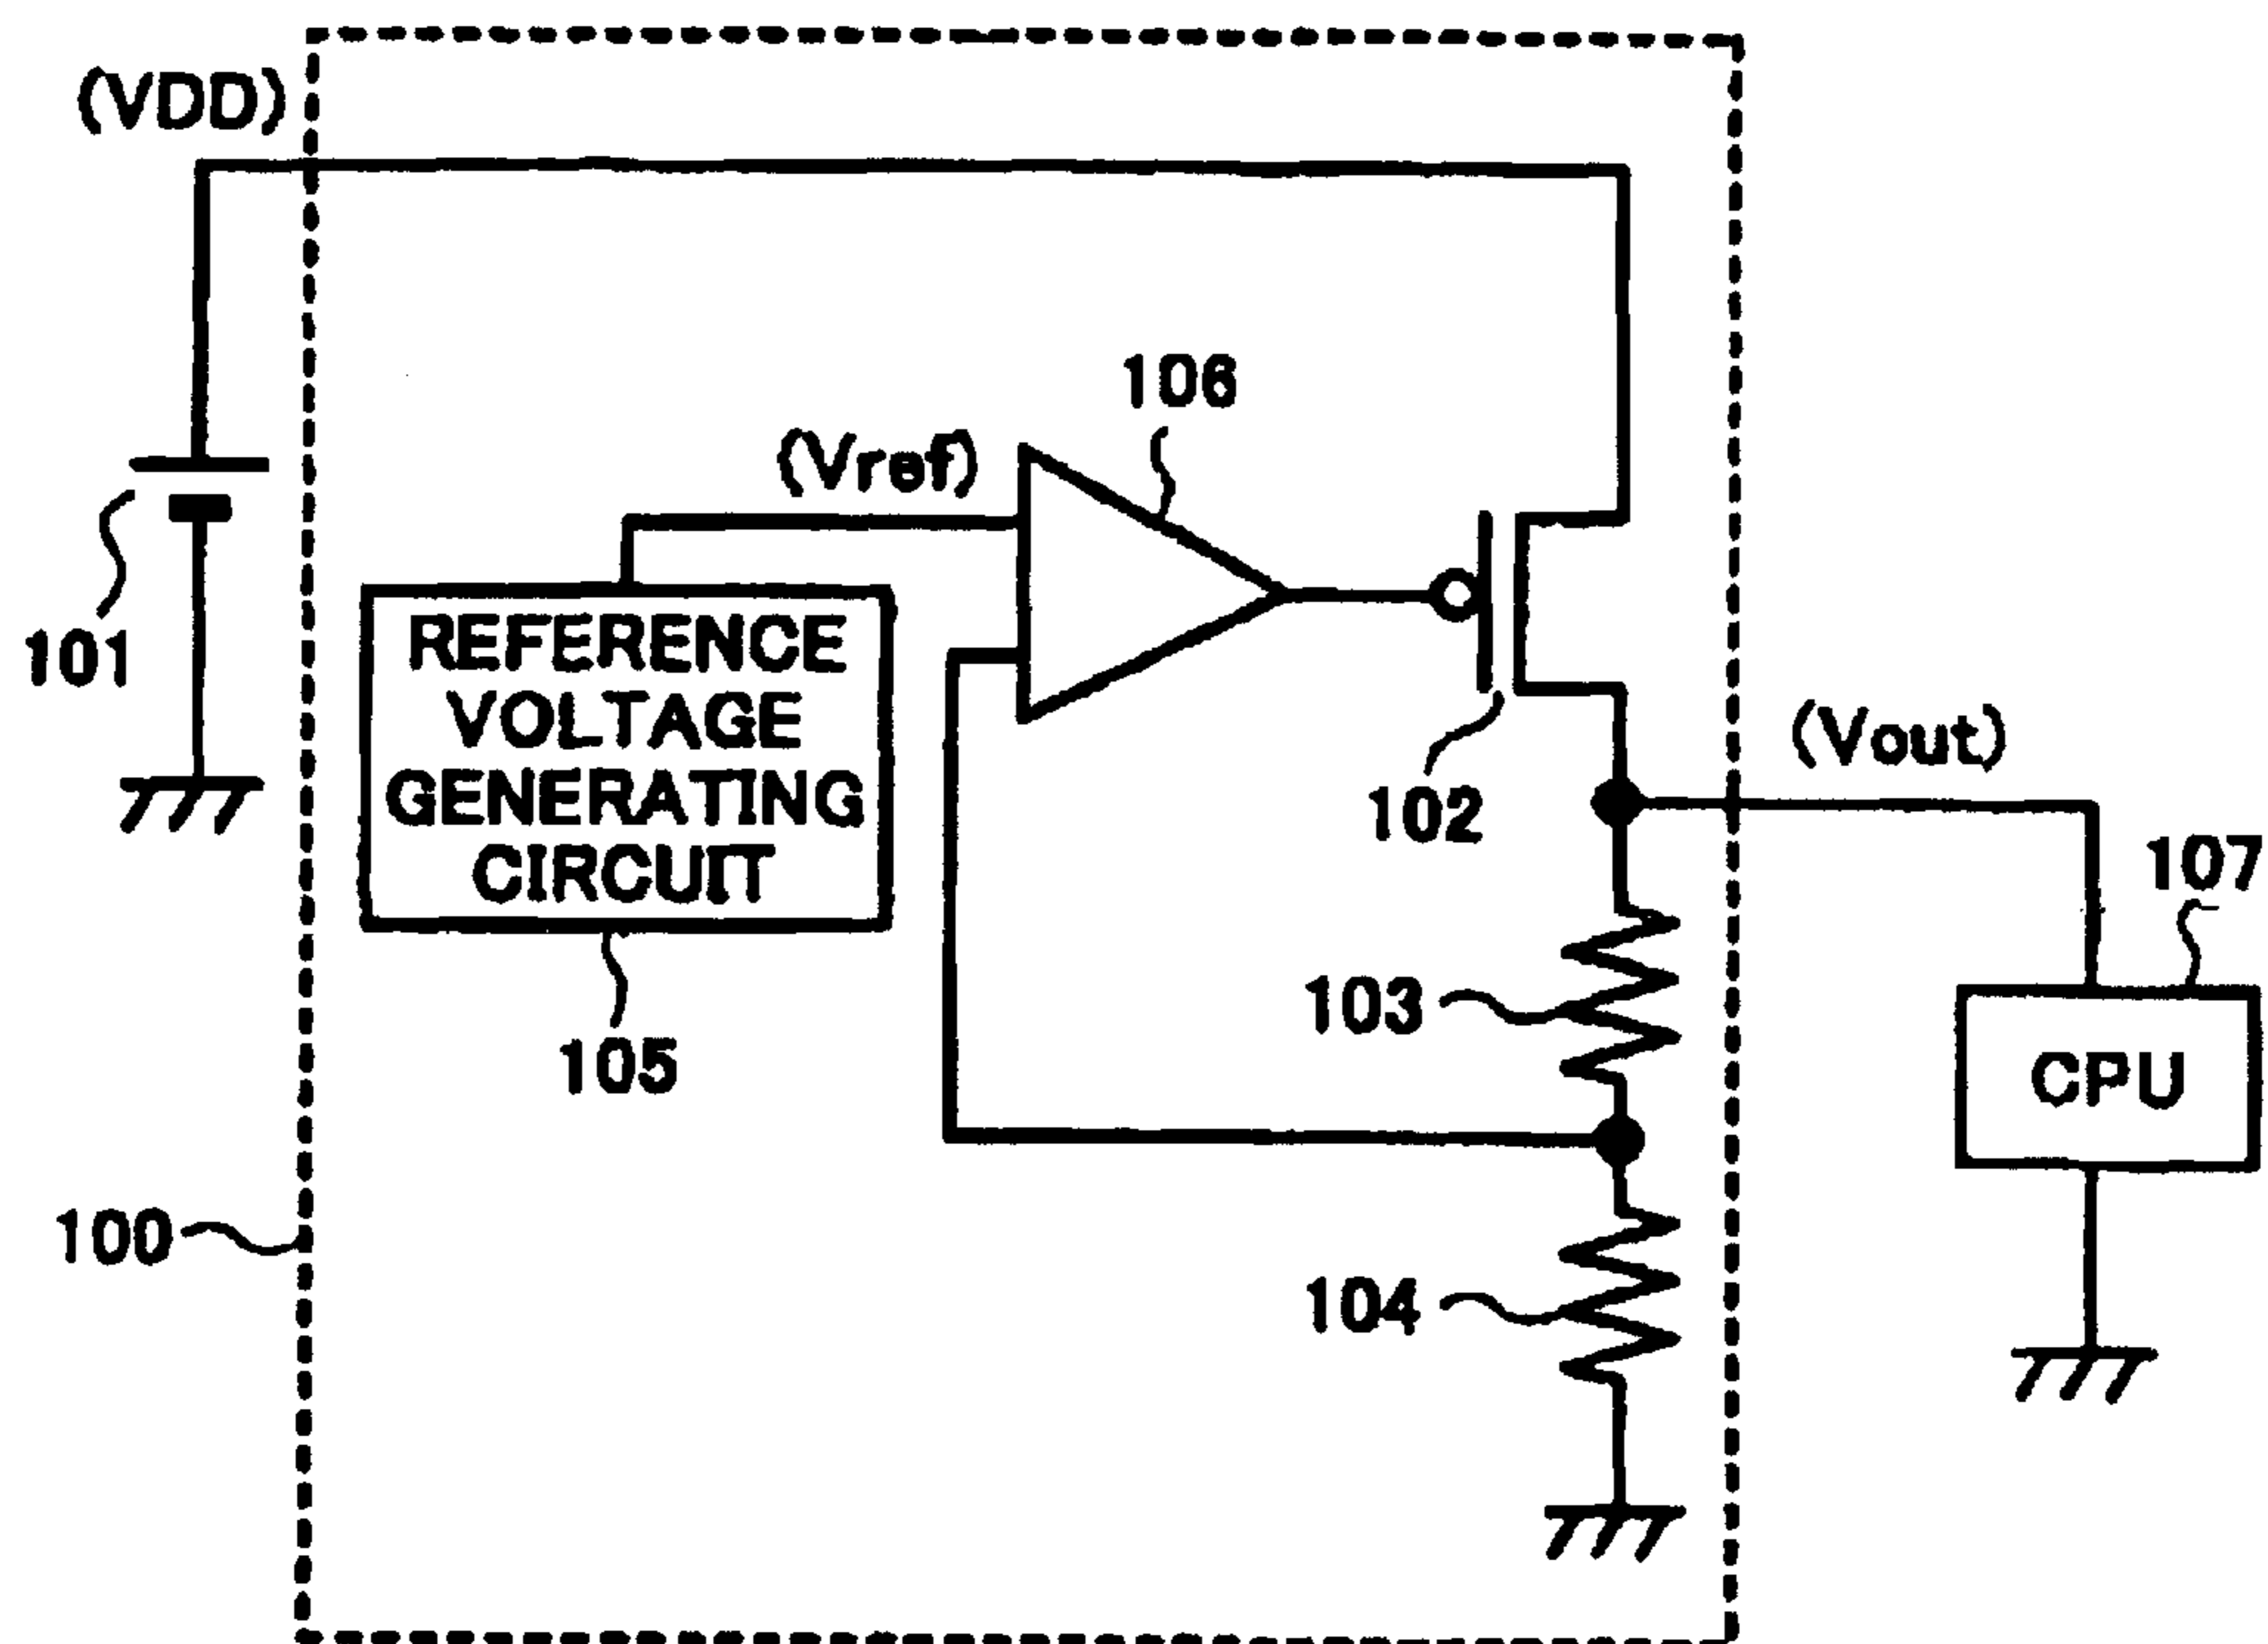 (VDD)
106
(Vref)
101
REFERENCE
VOLTAGE
GENERATING
CIRCUIT
(Vout)
102
107
103
105
CPU
100
104